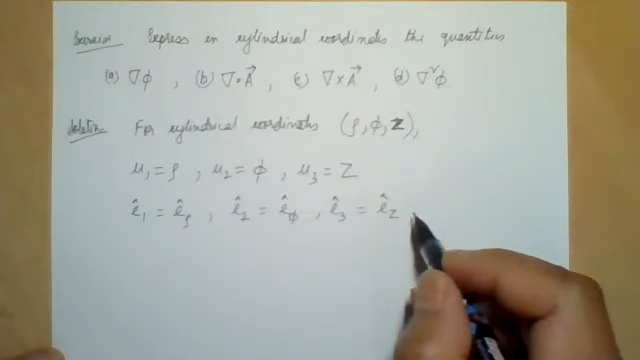 Exercise Express in cylindrical coordinates the quantities
(a) ∇ϕ , (b) ∇•A⃗ , (c) ∇×A⃗ , (d) ∇²ϕ
Solution. For cylindrical coordinates (ρ, ϕ, z),
u₁ = ρ , u₂ = ϕ , u₃ = Z
ê₁ = ê_ρ , ê₂ = ê_ϕ , ê₃ = ê_Z